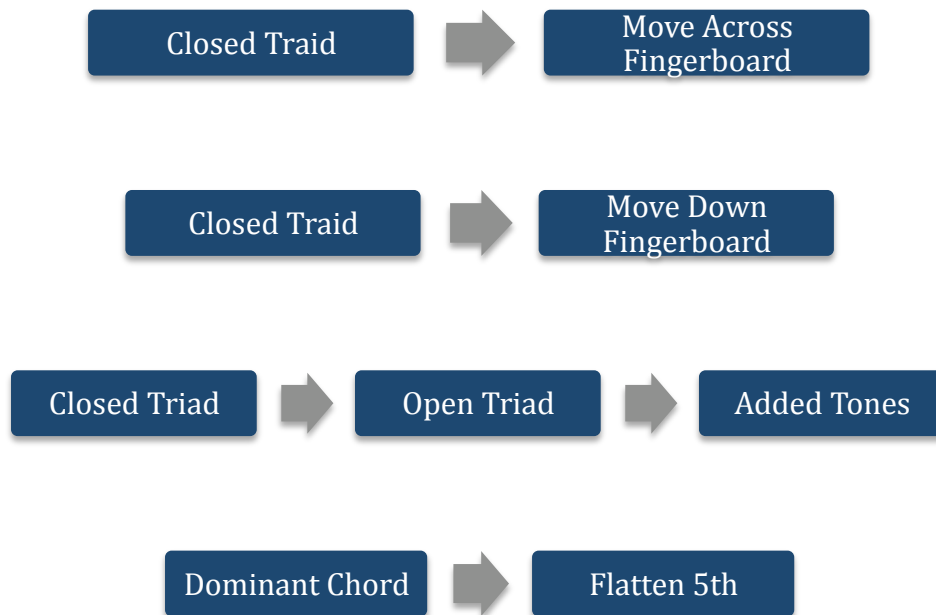 Closed Traid
Move Across
Fingerboard
Closed Traid
Move Down
Fingerboard
Closed Triad
Open Triad
Added Tones
Dominant Chord
Flatten 5th